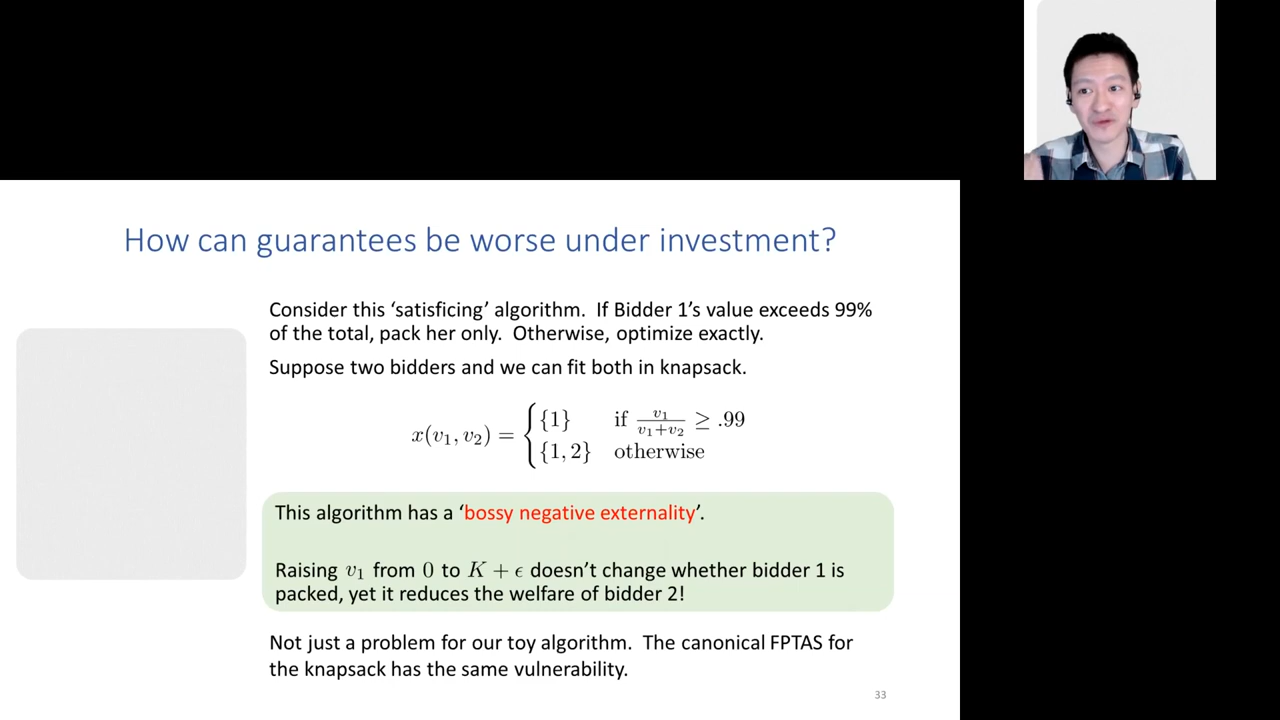 How can guarantees be worse under investment?
Consider this ‘satisficing’ algorithm.  If Bidder 1’s value exceeds 99%
of the total, pack her only.  Otherwise, optimize exactly.
Suppose two bidders and we can fit both in knapsack.
x(v₁, v₂) = { {1} if v₁/(v₁+v₂) ≥ .99
{1, 2} otherwise
This algorithm has a ‘bossy negative externality’.
Raising v₁ from 0 to K + ϵ doesn’t change whether bidder 1 is
packed, yet it reduces the welfare of bidder 2!
Not just a problem for our toy algorithm.  The canonical FPTAS for
the knapsack has the same vulnerability.
33